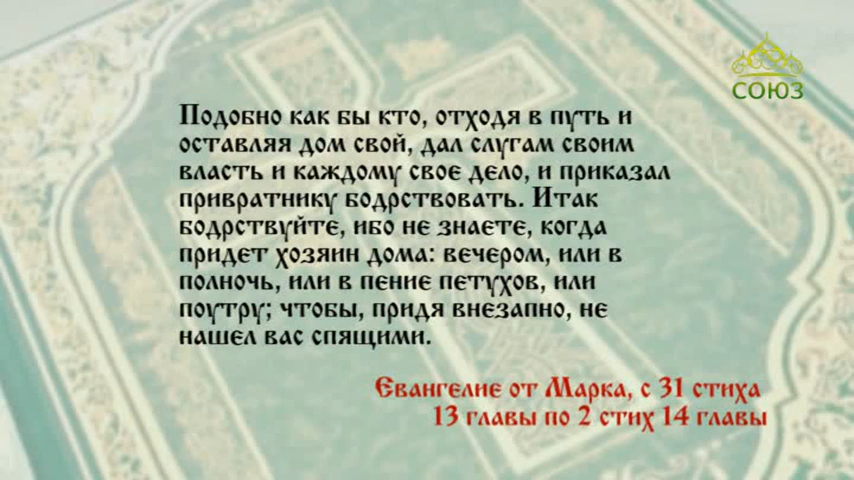 СОЮЗ
Подобно как бы кто, отходя в путь и
оставляя дом свой, дал слугам своим
власть и каждому свое дело, и приказал
привратнику бодрствовать. Итак
бодрствуйте, ибо не знаете, когда
придет хозяин дома: вечером, или в
полночь, или в пение петухов, или
поутру; чтобы, придя внезапно, не
нашел вас спящими.
Евангелие от Марка, с 31 стиха
13 главы по 2 стих 14 главы